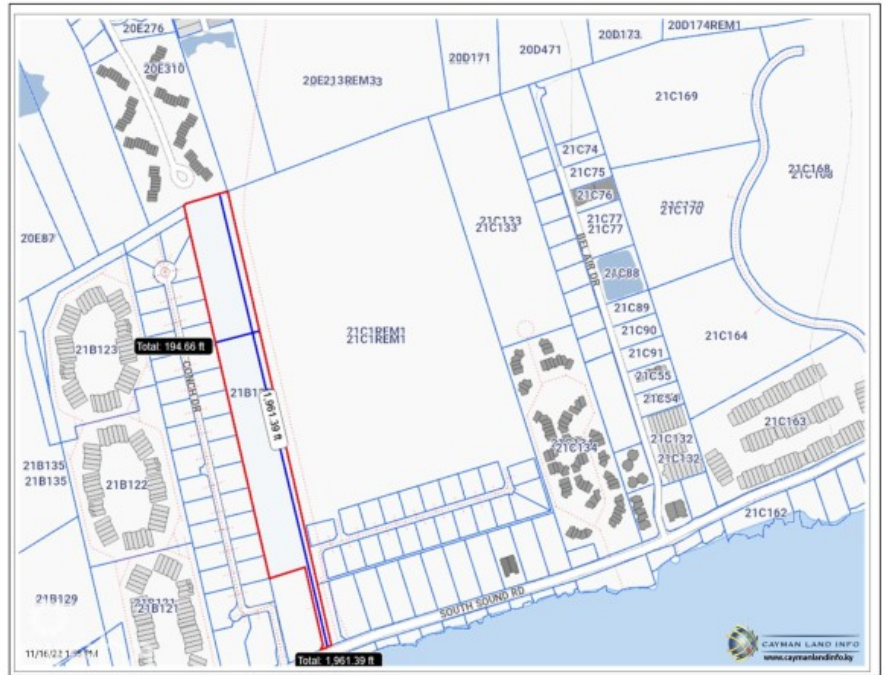 20E276
20D174REM1
20D173
20D471
20D171
20E310
20E213REM33
21C169
21C168
21C74
21C75
21C76
21C77
21C77
21C170
21C133
21C133
20E87
BEL AIR DR
21C88
21C89
21C90
21C164
21C1REM1
21C1REM1
Total: 194.66 ft
21B123
CONCH DR
1,961.39 ft
21C91
21C55
21C54
21C163
21C132
21C132
21C134
21B135
21B135
21B122
21C162
21B129
21B121
SOUTH SOUND RD
Total: 1,961.39 ft
CAYMAN LAND INFO
www.caymanlandinfo.ky